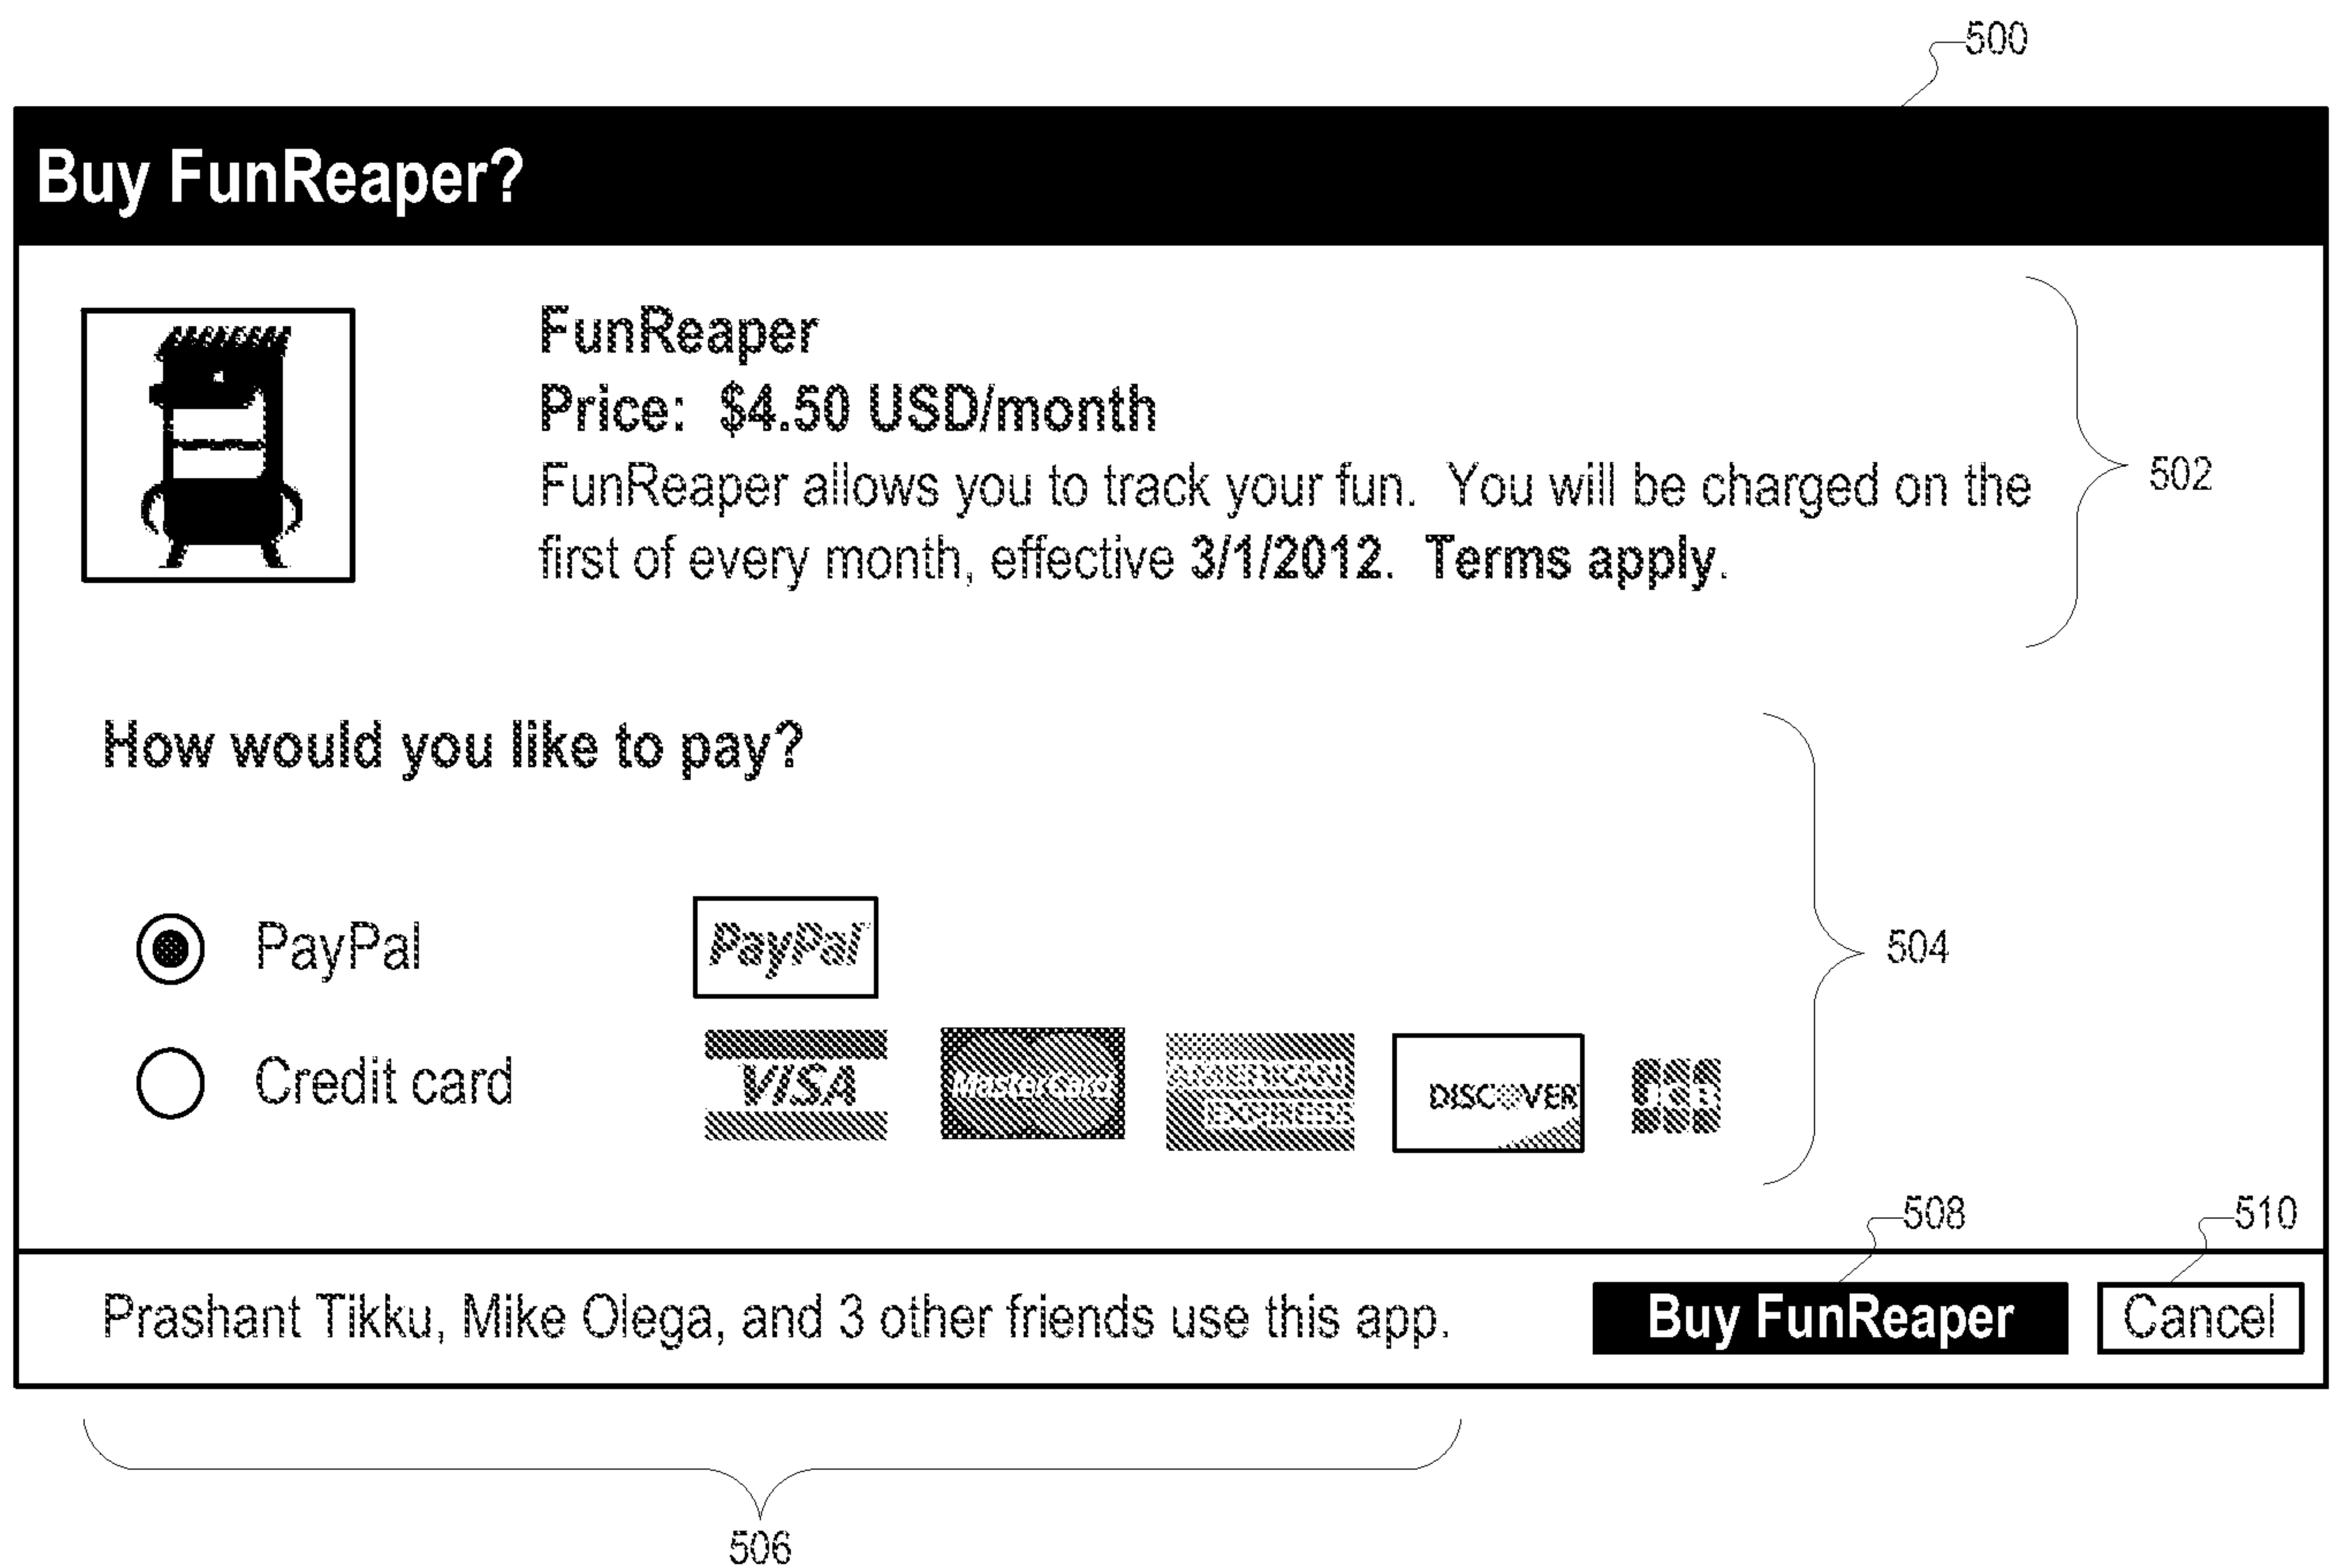 500
Buy FunReaper?
FunReaper
Price: $4.50 USD/month
FunReaper allows you to track your fun. You will be charged on the
first of every month, effective 3/1/2012. Terms apply.
502
How would you like to pay?
PayPal
PayPal
504
Credit card
VISA
MasterCard
DISCOVER
JCB
508
510
Prashant Tikku, Mike Olega, and 3 other friends use this app.
Buy FunReaper
Cancel
506